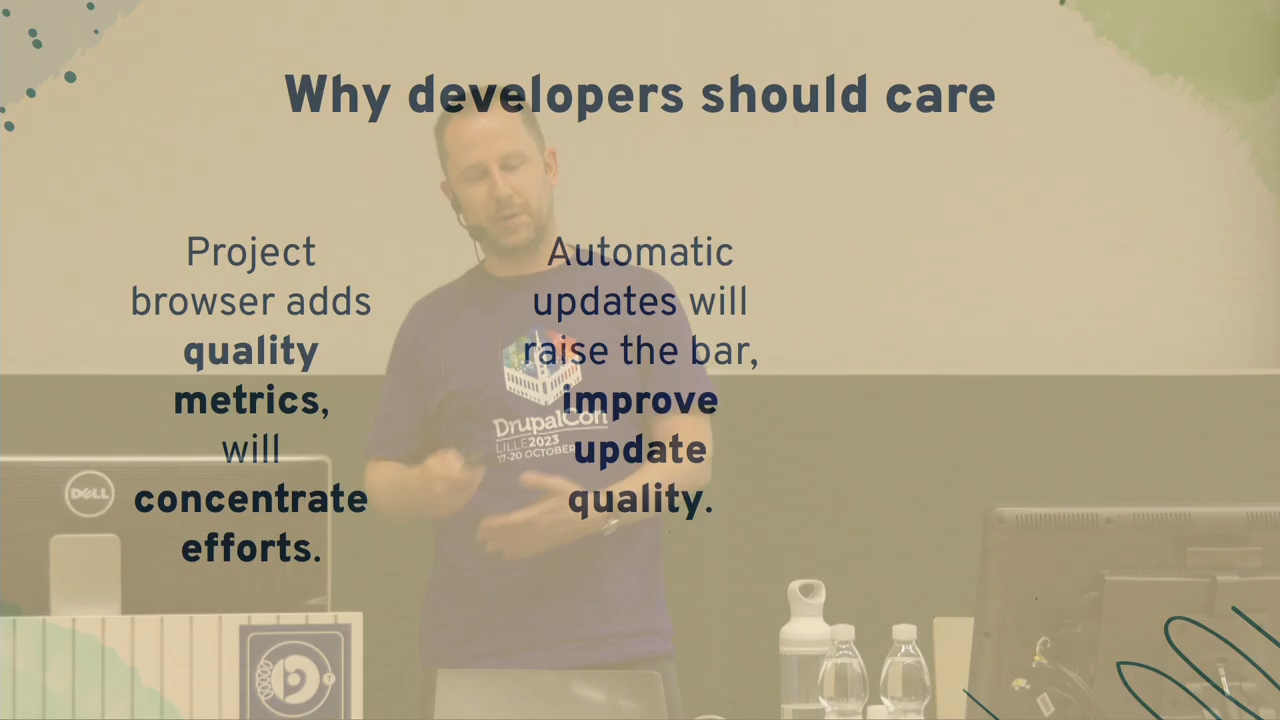 Why developers should care
Project
browser adds
quality
metrics,
will
concentrate
efforts.
Automatic
updates will
raise the bar,
improve
update
quality.
DrupalCon
LILLE 2023
17-20 OCTOBER
DELL